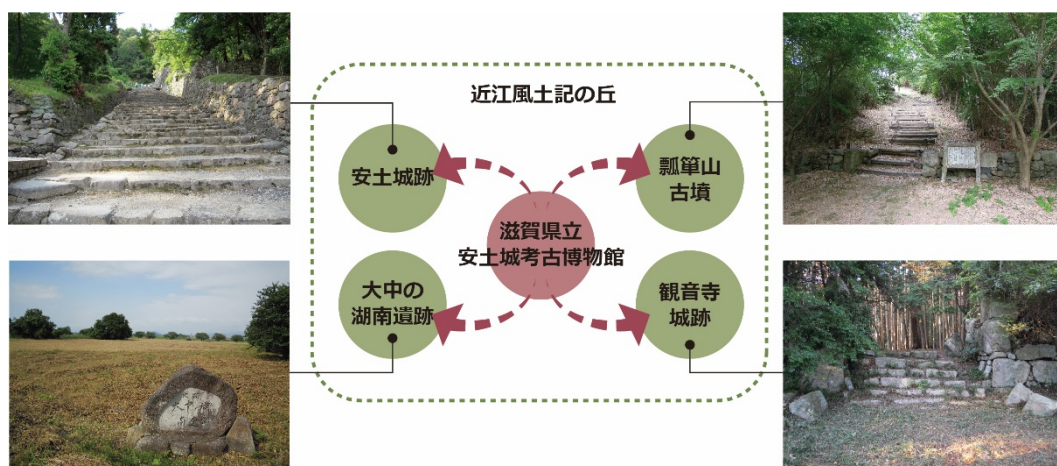 近江風土記の丘
安土城跡
瓢箪山
古墳
滋賀県立
安土城考古博物館
大中の
湖南遺跡
観音寺
城跡